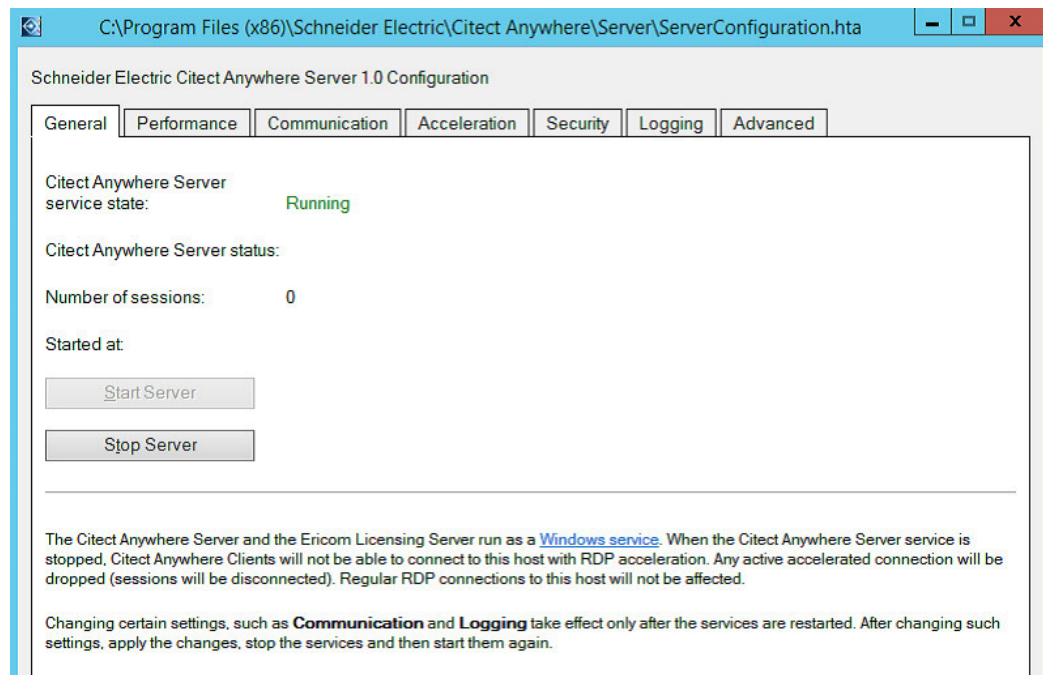 C:\Program Files (x86)\Schneider Electric\Citect Anywhere\Server\ServerConfiguration.hta
Schneider Electric Citect Anywhere Server 1.0 Configuration
General Performance Communication Acceleration Security Logging Advanced
Citect Anywhere Server
service state: Running
Citect Anywhere Server status:
Number of sessions: 0
Started at:
Start Server
Stop Server
The Citect Anywhere Server and the Ericom Licensing Server run as a Windows service. When the Citect Anywhere Server service is
stopped, Citect Anywhere Clients will not be able to connect to this host with RDP acceleration. Any active accelerated connection will be
dropped (sessions will be disconnected). Regular RDP connections to this host will not be affected.
Changing certain settings, such as Communication and Logging take effect only after the services are restarted. After changing such
settings, apply the changes, stop the services and then start them again.